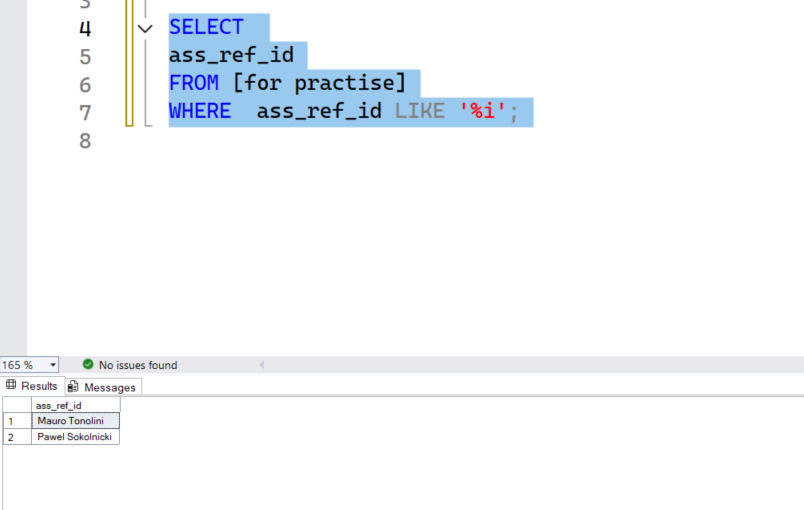 3
4 SELECT
5 ass_ref_id
6 FROM [for practise]
7 WHERE  ass_ref_id LIKE '%i';
8
165 % No issues found
Results Messages
ass_ref_id
1 Mauro Tonolini
2 Pawel Sokolnicki